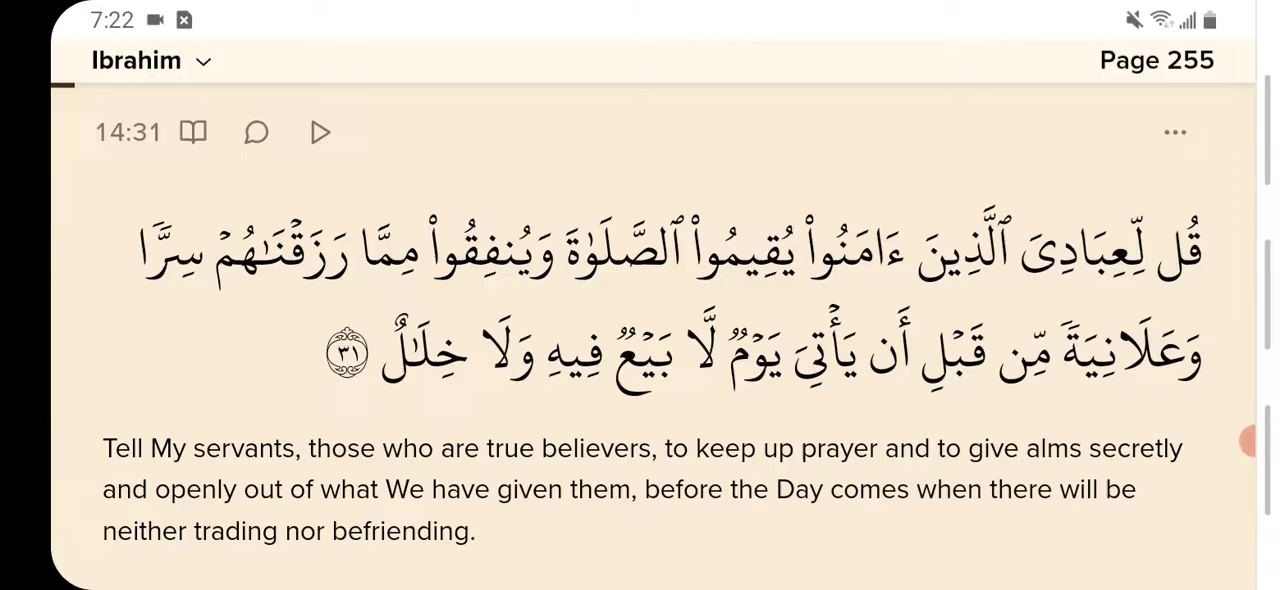 7:22
Ibrahim
Page 255
14:31
قُل لِّعِبَادِىَ ٱلَّذِينَ ءَامَنُوا۟ يُقِيمُوا۟ ٱلصَّلَوٰةَ وَيُنفِقُوا۟ مِمَّا رَزَقْنَـٰهُمْ سِرًّا
وَعَلَانِيَةً مِّن قَبْلِ أَن يَأْتِىَ يَوْمٌ لَّا بَيْعٌ فِيهِ وَلَا خِلَـٰلٌ ٣١
Tell My servants, those who are true believers, to keep up prayer and to give alms secretly
and openly out of what We have given them, before the Day comes when there will be
neither trading nor befriending.